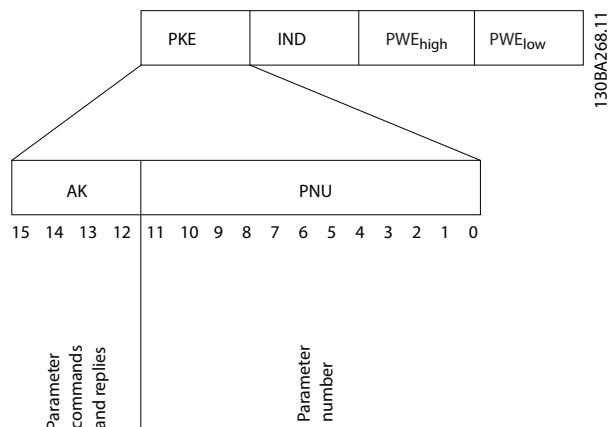 PKE IND PWEhigh PWElow
130BA268.11
AK PNU
15 14 13 12 11 10 9 8 7 6 5 4 3 2 1 0
Parameter
commands
and replies
Parameter
number